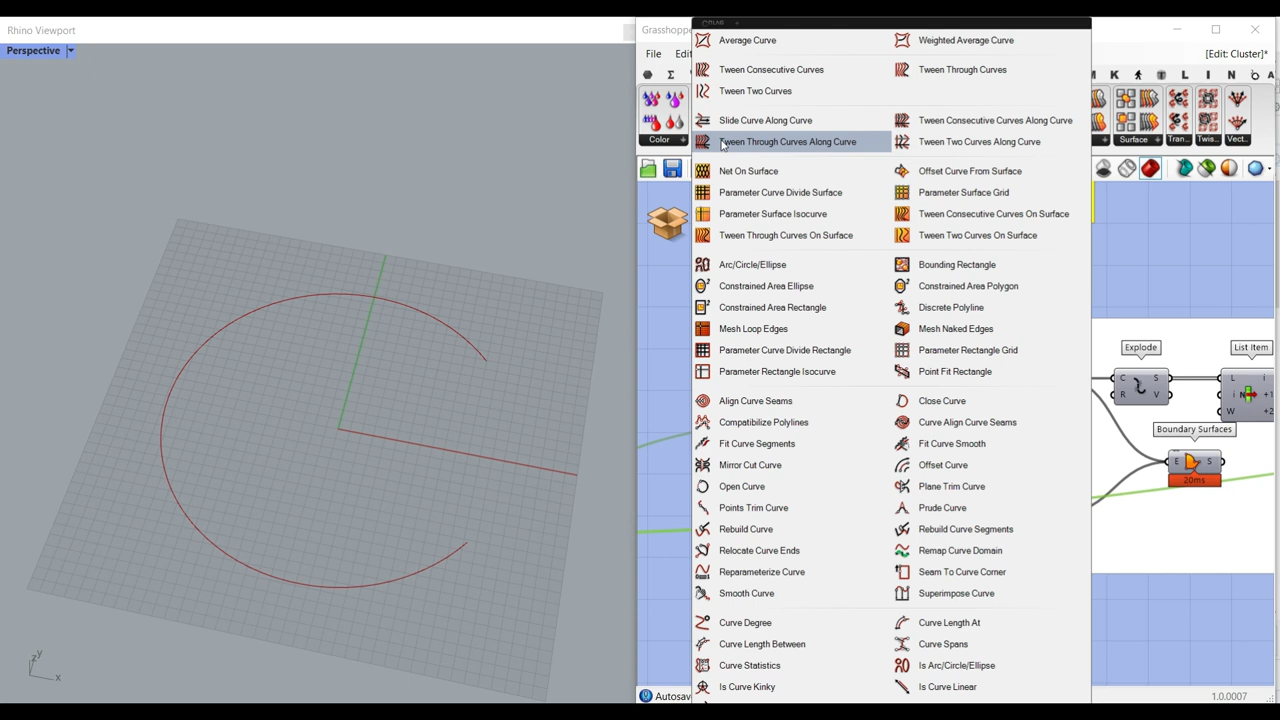 Rhino Viewport
Perspective
z y
x
Grasshopper
File Edit
[Edit: Cluster]*
Σ
M K L I N A
Color
Surface
Tran...
Twis...
Vect...
Average Curve Weighted Average Curve
Tween Consecutive Curves Tween Through Curves
Tween Two Curves
Slide Curve Along Curve Tween Consecutive Curves Along Curve
Tween Through Curves Along Curve Tween Two Curves Along Curve
Net On Surface Offset Curve From Surface
Parameter Curve Divide Surface Parameter Surface Grid
Parameter Surface Isocurve Tween Consecutive Curves On Surface
Tween Through Curves On Surface Tween Two Curves On Surface
Arc/Circle/Ellipse Bounding Rectangle
Constrained Area Ellipse Constrained Area Polygon
Constrained Area Rectangle Discrete Polyline
Mesh Loop Edges Mesh Naked Edges
Parameter Curve Divide Rectangle Parameter Rectangle Grid
Parameter Rectangle Isocurve Point Fit Rectangle
Align Curve Seams Close Curve
Compatibilize Polylines Curve Align Curve Seams
Fit Curve Segments Fit Curve Smooth
Mirror Cut Curve Offset Curve
Open Curve Plane Trim Curve
Points Trim Curve Prude Curve
Rebuild Curve Rebuild Curve Segments
Relocate Curve Ends Remap Curve Domain
Reparameterize Curve Seam To Curve Corner
Smooth Curve Superimpose Curve
Curve Degree Curve Length At
Curve Length Between Curve Spans
Curve Statistics Is Arc/Circle/Ellipse
Is Curve Kinky Is Curve Linear
Explode List Item
C S L i
R V i N +1
W +2
Boundary Surfaces
E S
20ms
Autosav
1.0.0007